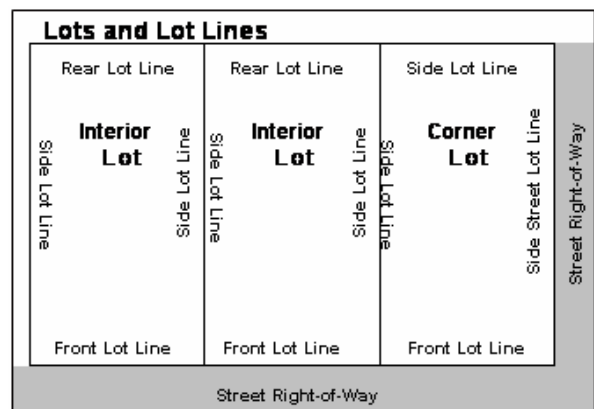 Lots and Lot Lines
Rear Lot Line
Rear Lot Line
Side Lot Line
Interior
Lot
Interior
Lot
Corner
Lot
Side Lot Line
Side Lot Line
Side Lot Line
Side Lot Line
Side Lot Line
Side Street Lot Line
Street Right-of-Way
Front Lot Line
Front Lot Line
Front Lot Line
Street Right-of-Way